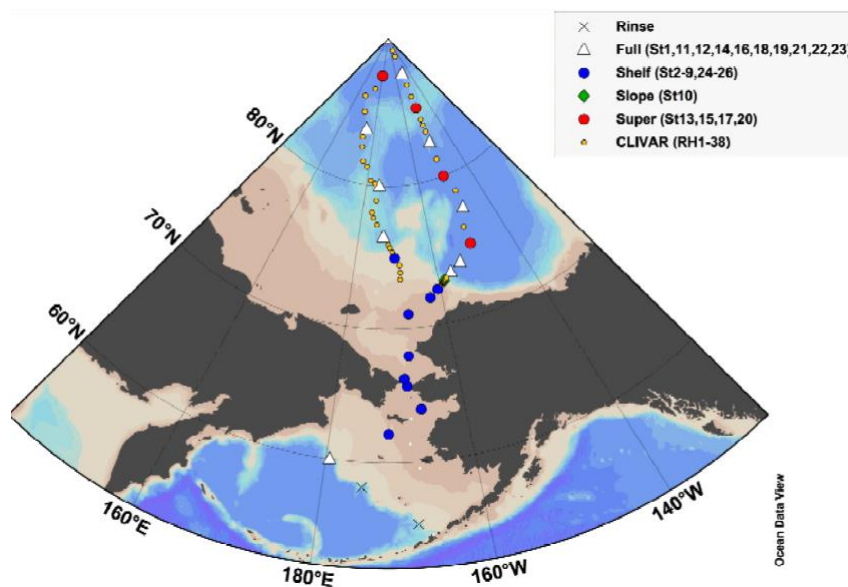 Rinse
Full (St1,11,12,14,16,18,19,21,22,23)
Shelf (St2-9,24-26)
Slope (St10)
Super (St13,15,17,20)
CLIVAR (RH1-38)
80°N
70°N
60°N
160°E
180°E
160°W
140°W
Ocean Data View